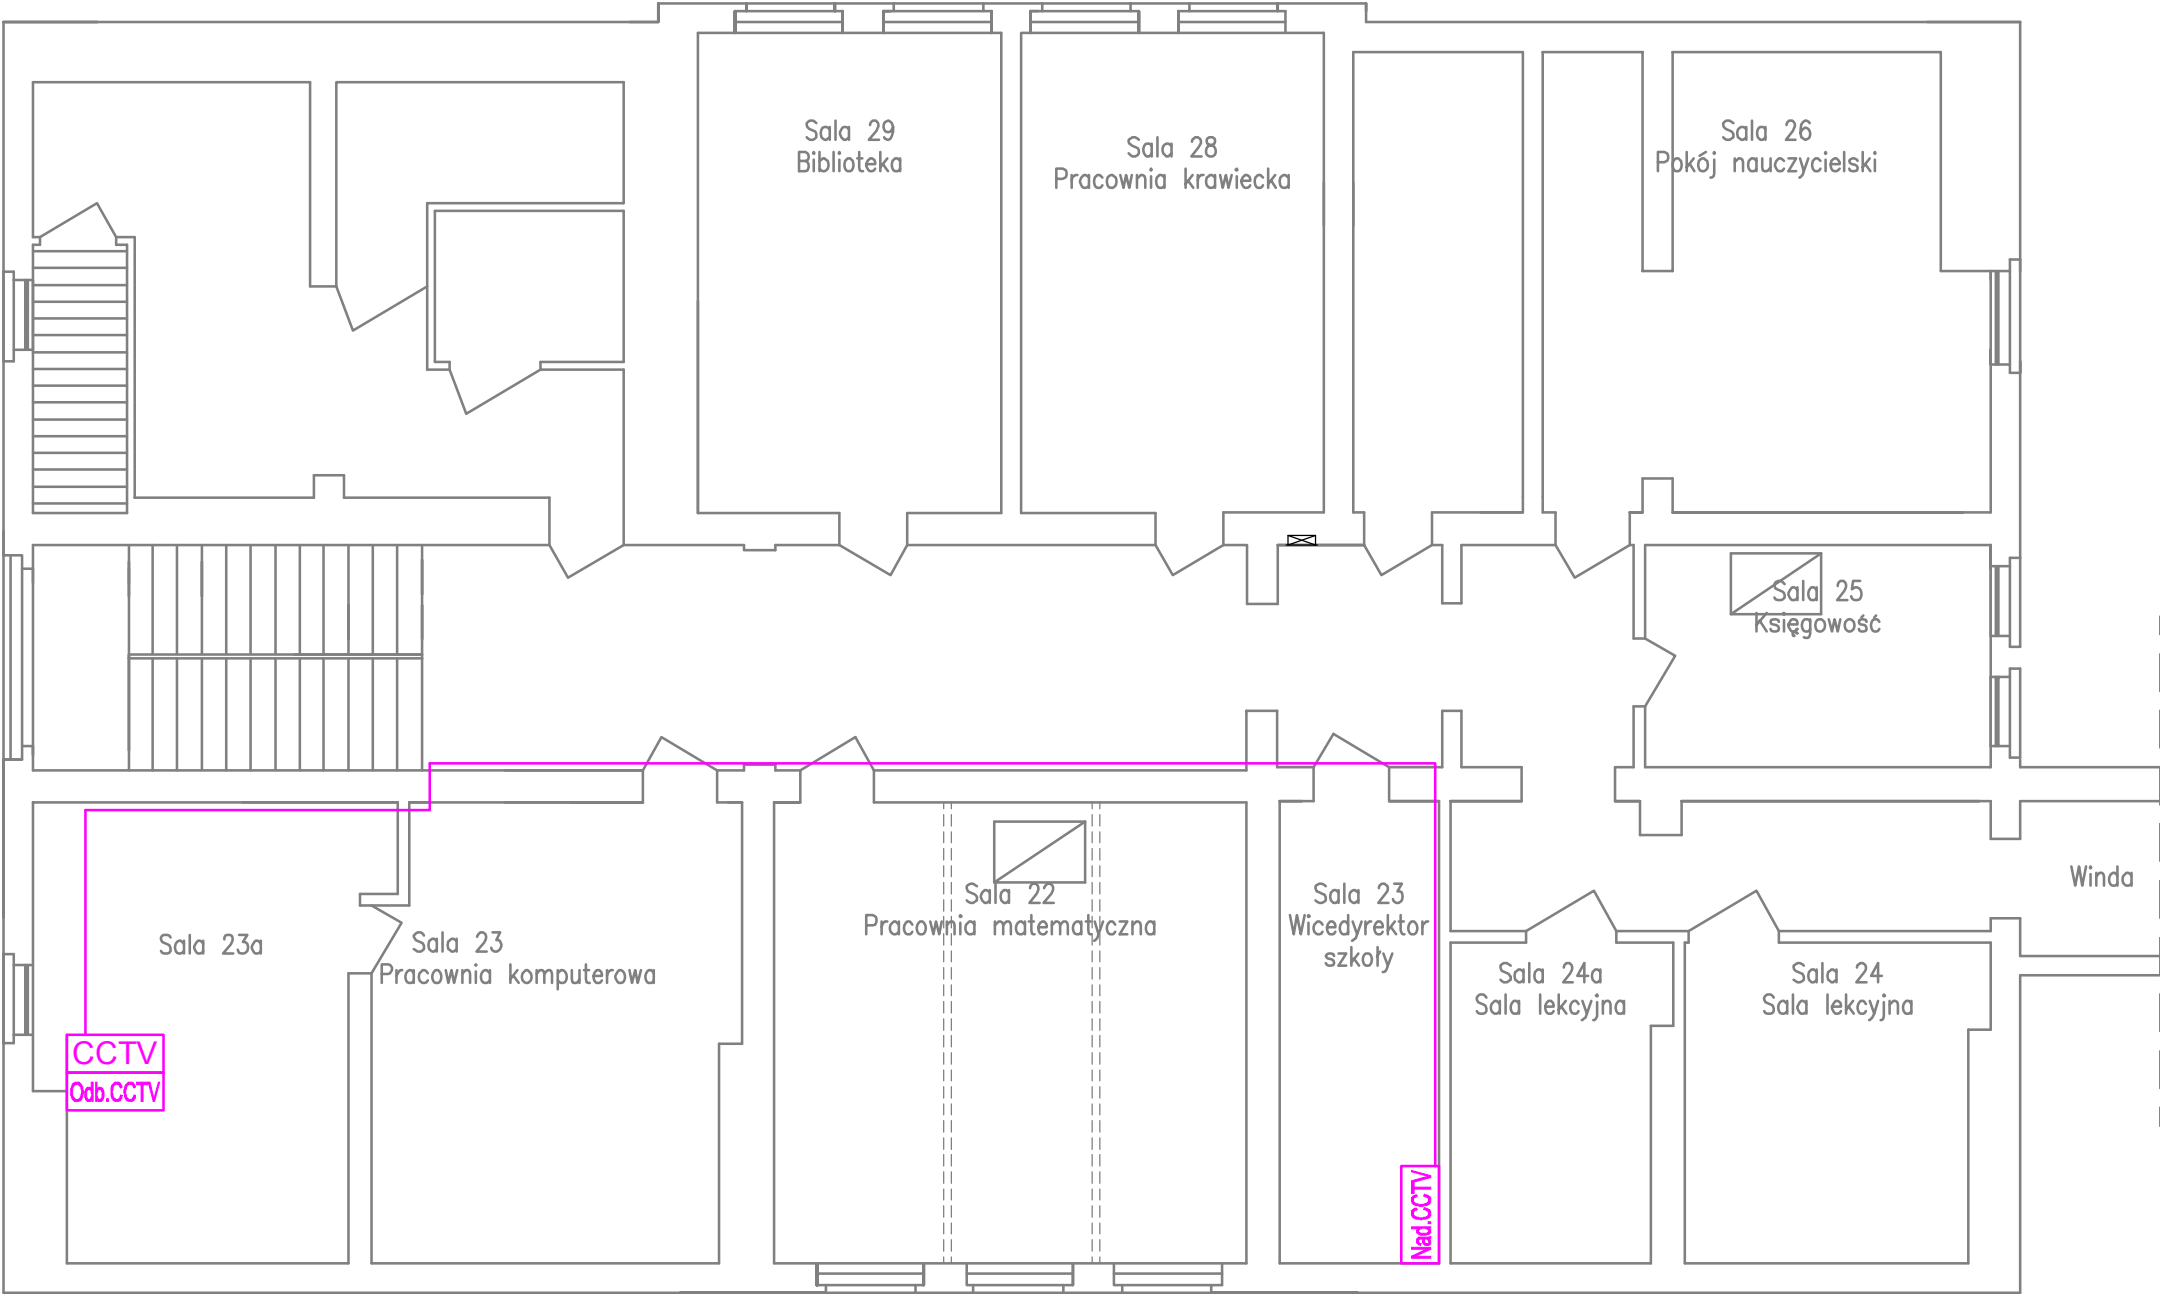 Sala 29
Biblioteka
Sala 28
Pracownia krawiecka
Sala 26
Pokój nauczycielski
Sala 25
Księgowość
Winda
Sala 23a
Sala 23
Pracownia komputerowa
Sala 22
Pracownia matematyczna
Sala 23
Wicedyrektor
szkoły
Sala 24a
Sala lekcyjna
Sala 24
Sala lekcyjna
CCTV
Odb.CCTV
Nad.CCTV